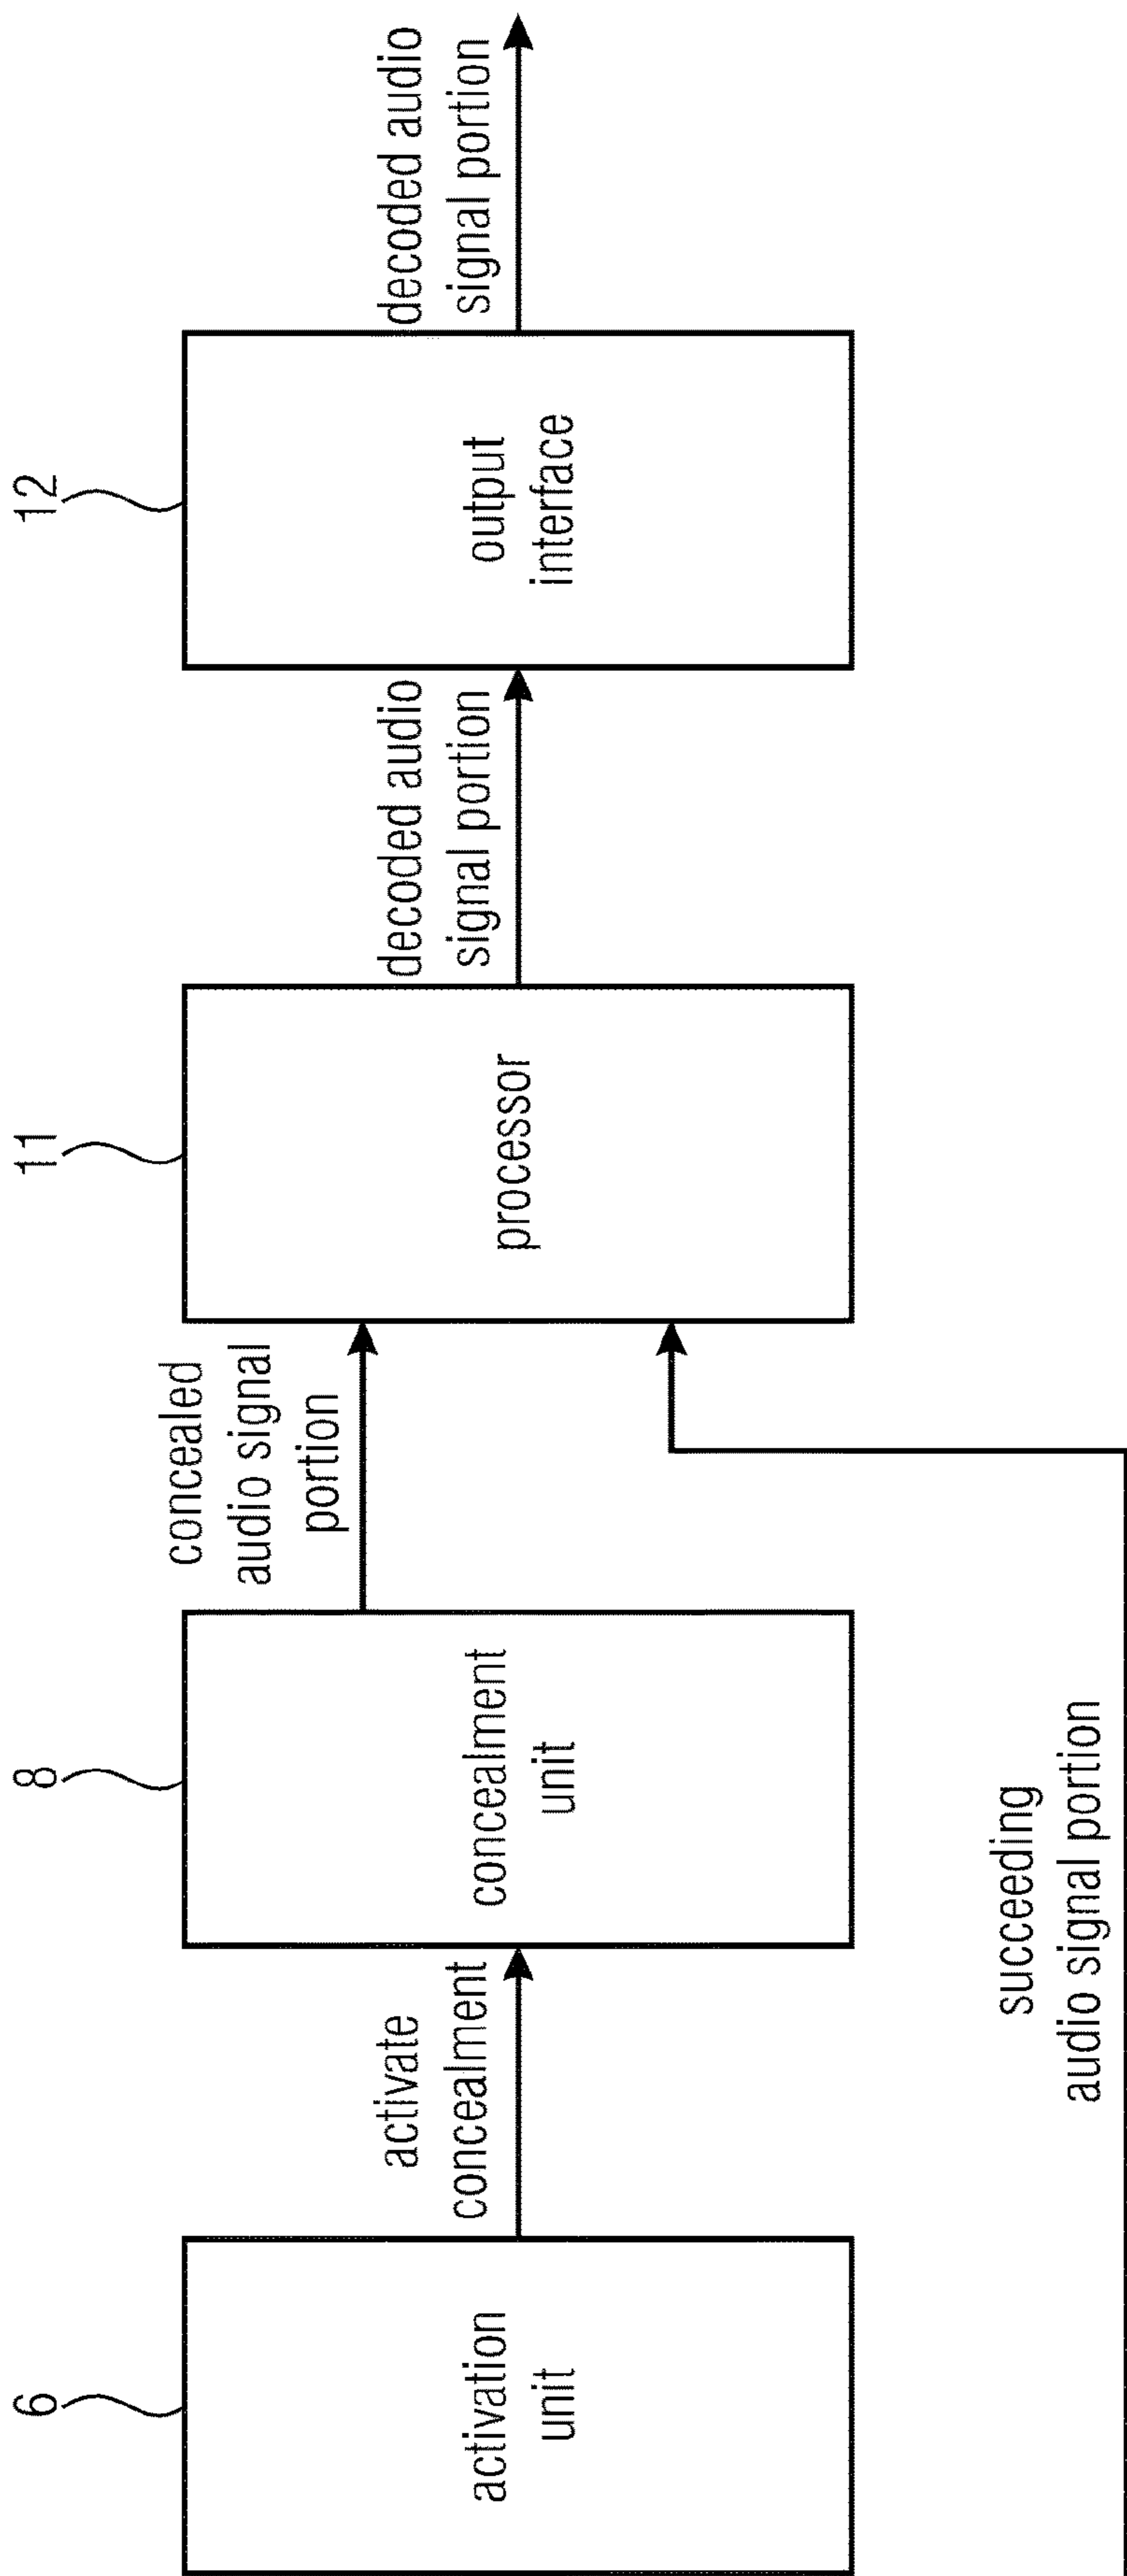 6
activation
unit
activate
concealment
8
concealment
unit
concealed
audio signal
portion
succeeding
audio signal portion
11
processor
decoded audio
signal portion
12
output
interface
decoded audio
signal portion